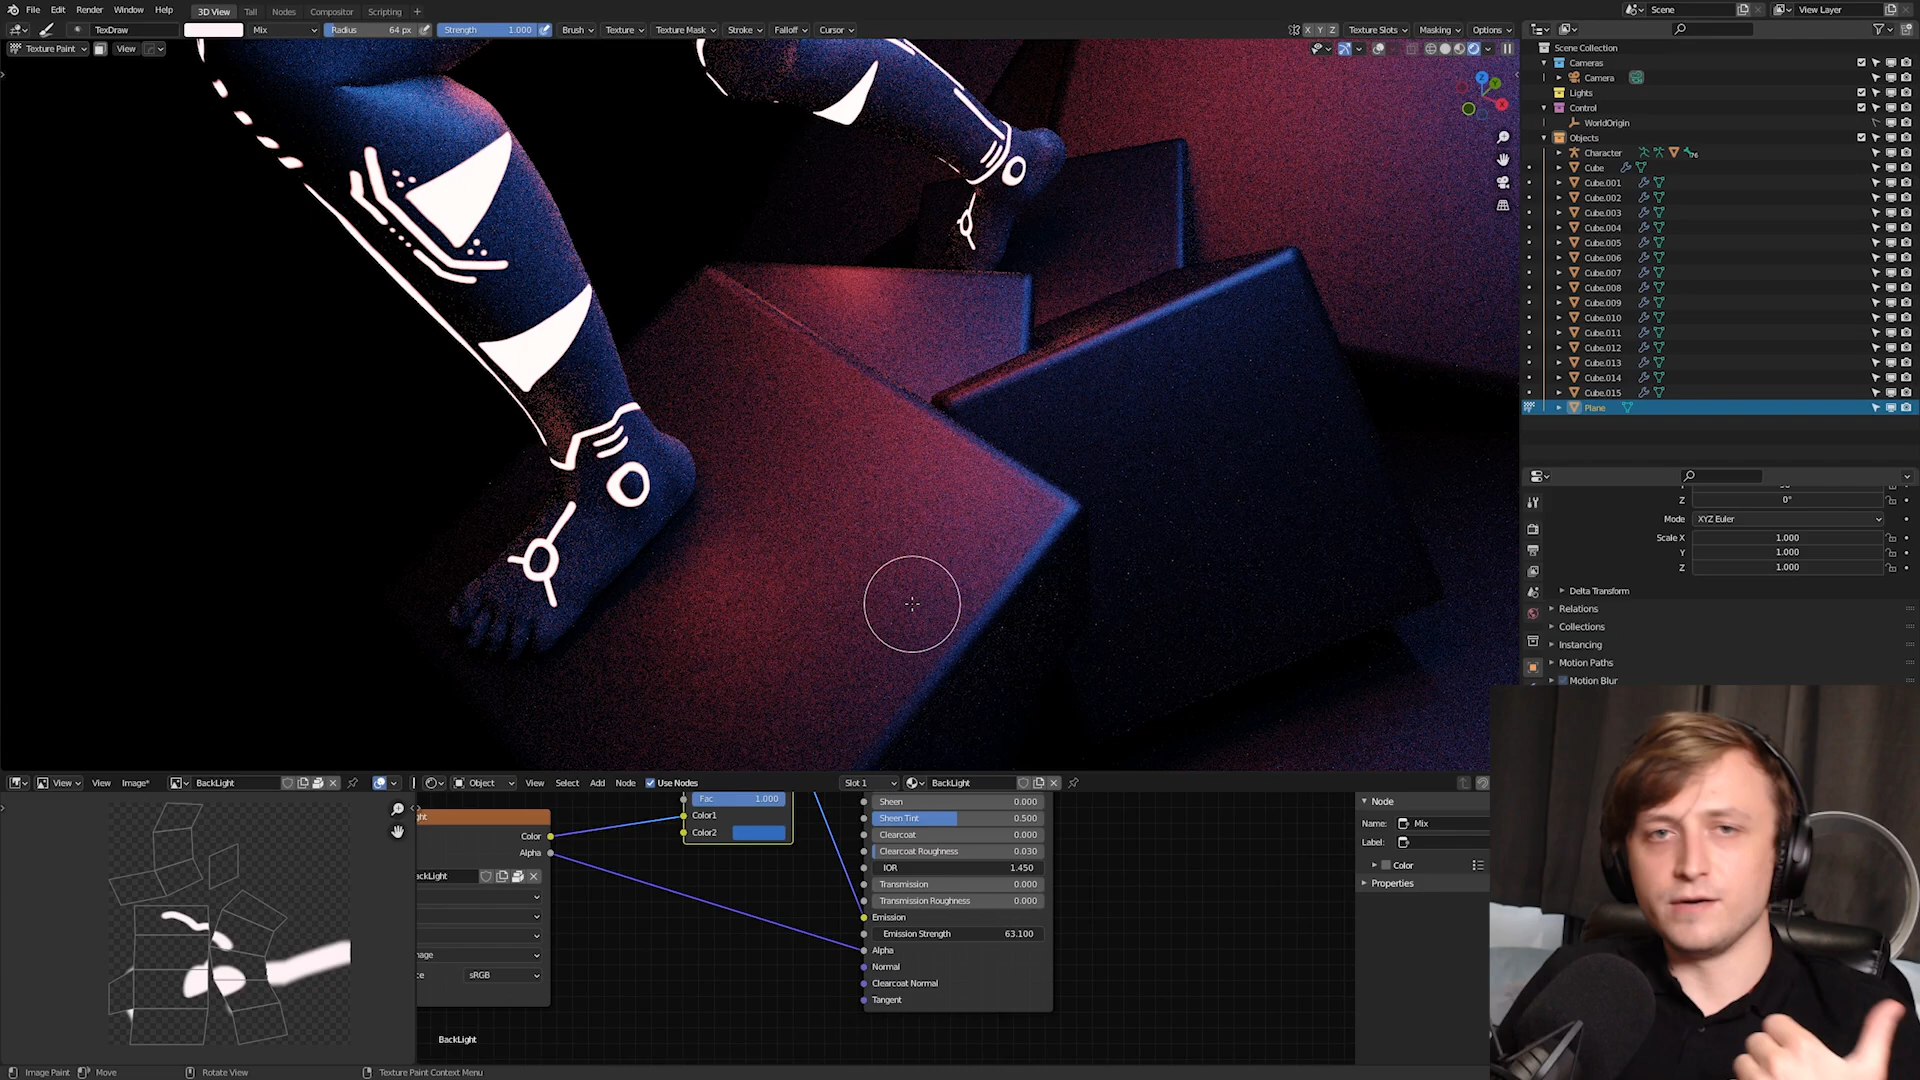 File Edit Render Window Help 3D View Tall Nodes Compositor Scripting + Scene View Layer
TexDraw Mix Radius 64 px Strength 1.000 Brush Texture Texture Mask Stroke Falloff Cursor X Y Z Texture Slots Masking Options
Texture Paint View
Scene Collection
Cameras
Camera
Lights
Control
WorldOrigin
Objects
Character
76
Cube
Cube.001
Cube.002
Cube.003
Cube.004
Cube.005
Cube.006
Cube.007
Cube.008
Cube.009
Cube.010
Cube.011
Cube.012
Cube.013
Cube.014
Cube.015
Plane
Z 0°
Mode XYZ Euler
Scale X 1.000
Y 1.000
Z 1.000
Delta Transform
Relations
Collections
Instancing
Motion Paths
Motion Blur
View View Image* BackLight Object View Select Add Node Use Nodes Slot 1 BackLight
ght
Color
Alpha
ackLight
nage
ce sRGB
Fac 1.000
Color1
Color2
Sheen 0.000
Sheen Tint 0.500
Clearcoat 0.000
Clearcoat Roughness 0.030
IOR 1.450
Transmission 0.000
Transmission Roughness 0.000
Emission
Emission Strength 63.100
Alpha
Normal
Clearcoat Normal
Tangent
Node
Name: Mix
Label:
Color
Properties
BackLight
Image Paint Move Rotate View Texture Paint Context Menu